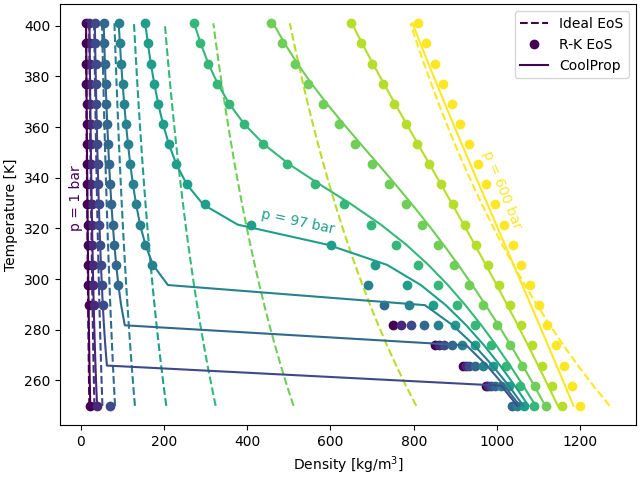 400
380
360
340
320
300
280
260
Temperature [K]
Ideal EoS
R-K EoS
CoolProp
p = 1 bar
p = 97 bar
p = 600 bar
0
200
400
600
800
1000
1200
Density [kg/m³]